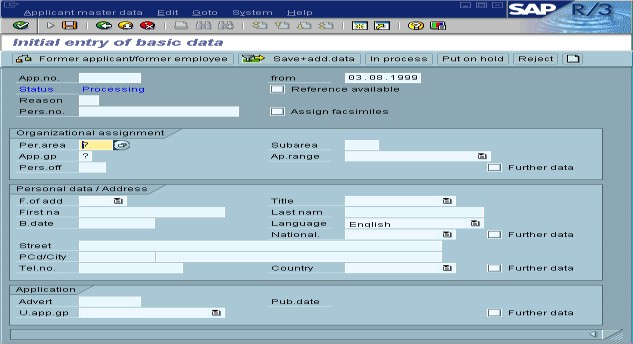 Applicant master data Edit Goto System Help
SAP R/3
Initial entry of basic data
Former applicant/former employee Save+add.data In process Put on hold Reject
App.no. from 03.08.1999
Status Processing Reference available
Reason
Pers.no. Assign facsimiles
Organizational assignment
Per.area ? Subarea
App.gp ? Ap.range
Pers.off Further data
Personal data / Address
F.of add Title
First na Last nam
B.date Language English
National. Further data
Street
PCd/City
Tel.no. Country Further data
Application
Advert Pub.date
U.app.gp Further data